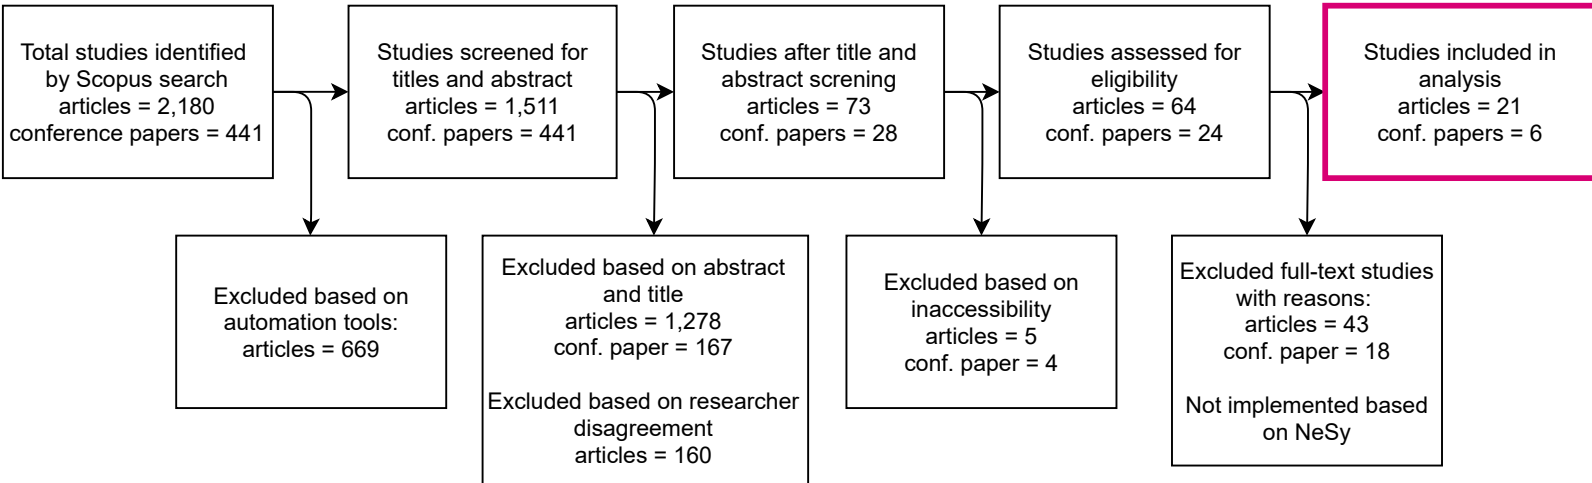 Total studies identified
by Scopus search
articles = 2,180
conference papers = 441
Studies screened for
titles and abstract
articles = 1,511
conf. papers = 441
Studies after title and
abstract screning
articles = 73
conf. papers = 28
Studies assessed for
eligibility
articles = 64
conf. papers = 24
Studies included in
analysis
articles = 21
conf. papers = 6
Excluded based on
automation tools:
articles = 669
Excluded based on abstract
and title
articles = 1,278
conf. paper = 167
Excluded based on researcher
disagreement
articles = 160
Excluded based on
inaccessibility
articles = 5
conf. paper = 4
Excluded full-text studies
with reasons:
articles = 43
conf. paper = 18
Not implemented based
on NeSy